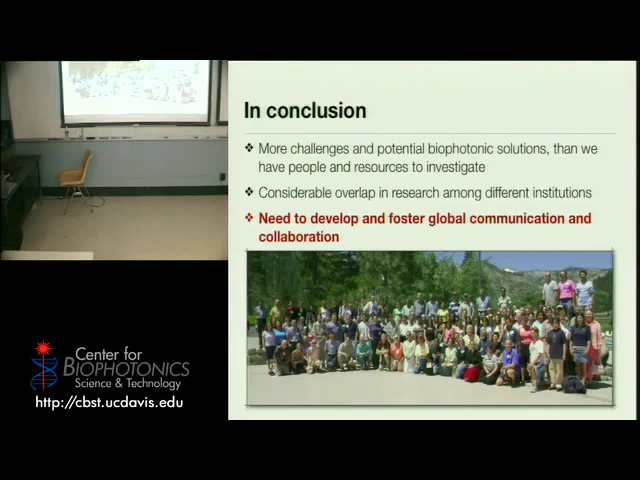 In conclusion
❖ More challenges and potential biophotonic solutions, than we
have people and resources to investigate
❖ Considerable overlap in research among different institutions
❖ Need to develop and foster global communication and
collaboration
Center for
BIOPHOTONICS
Science & Technology
http://cbst.ucdavis.edu